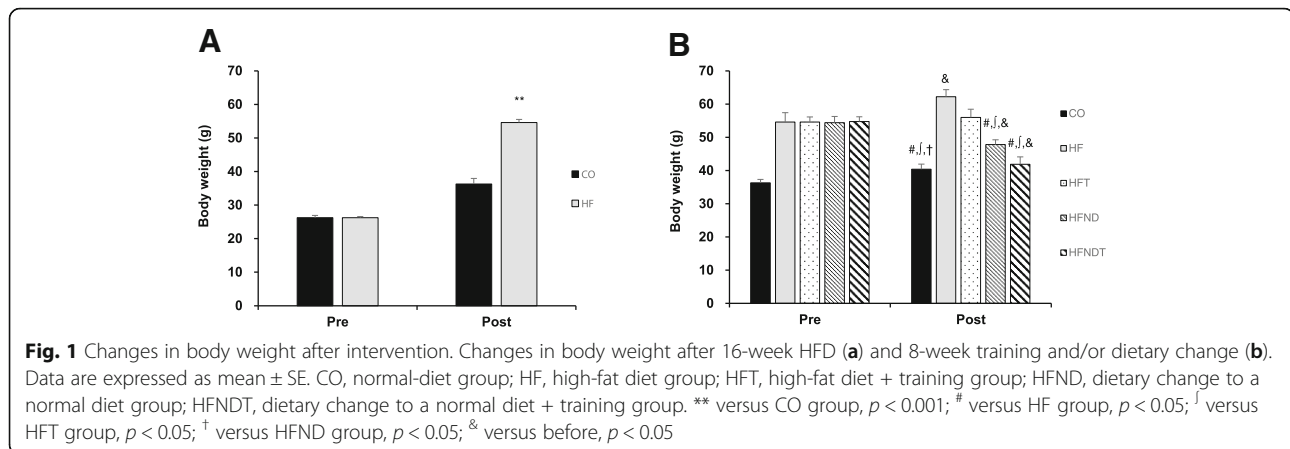 A
B
70
60
50
40
30
20
10
0
Body weight (g)
**
Pre
Post
CO
HF
70
60
50
40
30
20
10
0
Body weight (g)
#,∫,†
&
#,∫,&
#,∫,&
Pre
Post
CO
HF
HFT
HFND
HFNDT
Fig. 1 Changes in body weight after intervention. Changes in body weight after 16-week HFD (a) and 8-week training and/or dietary change (b).
Data are expressed as mean ± SE. CO, normal-diet group; HF, high-fat diet group; HFT, high-fat diet + training group; HFND, dietary change to a
normal diet group; HFNDT, dietary change to a normal diet + training group. ** versus CO group, p < 0.001; # versus HF group, p < 0.05; ∫ versus
HFT group, p < 0.05; † versus HFND group, p < 0.05; & versus before, p < 0.05